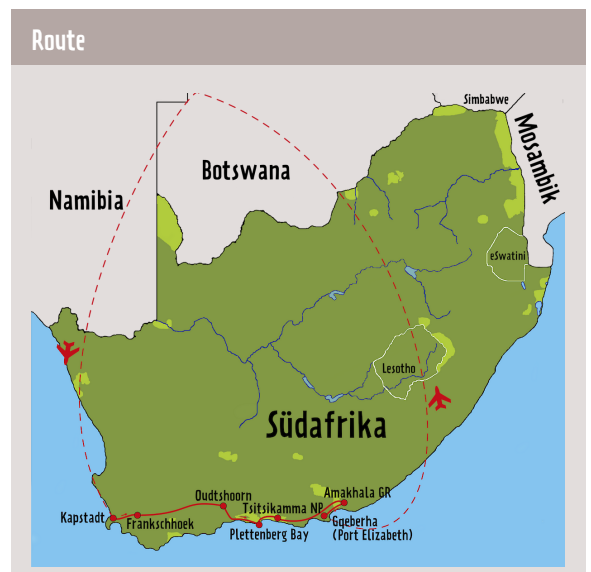 Route
Simbabwe
Mosambik
Botswana
Namibia
eSwatini
Lesotho
Südafrika
Oudtshoorn
Amakhala GR
Tsitsikamma NP
Kapstadt
Frankschhoek
Gqeberha
(Port Elizabeth)
Plettenberg Bay